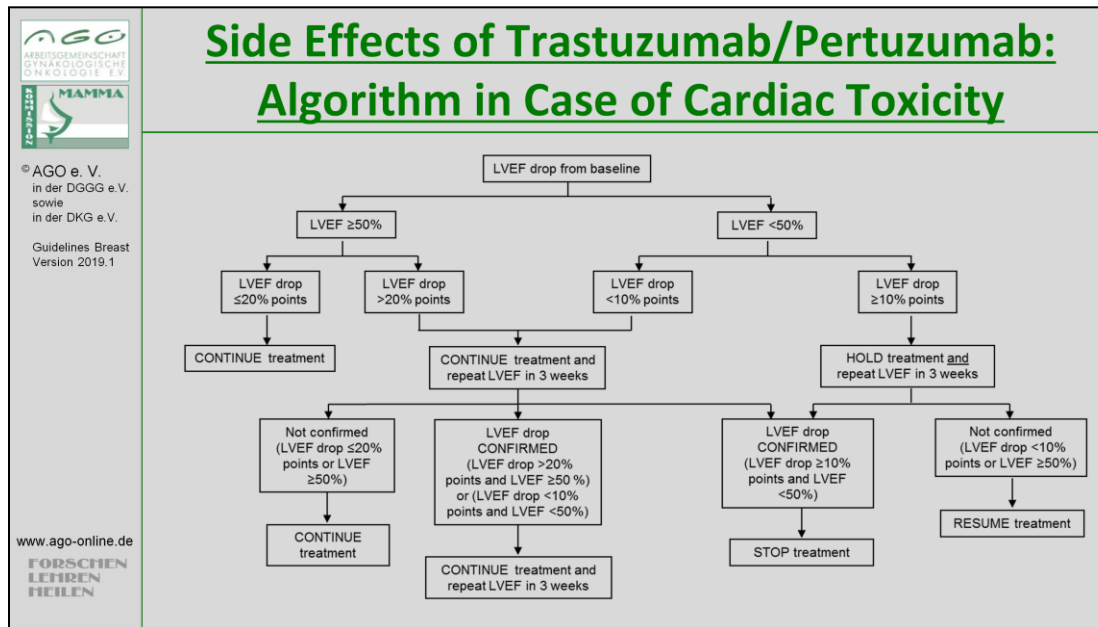 AGO
ARBEITSGEMEINSCHAFT
GYNÄKOLOGISCHE
ONKOLOGIE E.V.
KOMMISSION
MAMMA
© AGO e. V.
in der DGGG e.V.
sowie
in der DKG e.V.
Guidelines Breast
Version 2019.1
www.ago-online.de
FORSCHEN
LEHREN
HEILEN
Side Effects of Trastuzumab/Pertuzumab:
Algorithm in Case of Cardiac Toxicity
LVEF drop from baseline
LVEF ≥50%
LVEF <50%
LVEF drop
≤20% points
LVEF drop
>20% points
LVEF drop
<10% points
LVEF drop
≥10% points
CONTINUE treatment
CONTINUE treatment and
repeat LVEF in 3 weeks
HOLD treatment and
repeat LVEF in 3 weeks
Not confirmed
(LVEF drop ≤20%
points or LVEF
≥50%)
LVEF drop
CONFIRMED
(LVEF drop >20%
points and LVEF ≥50 %)
or (LVEF drop <10%
points and LVEF <50%)
LVEF drop
CONFIRMED
(LVEF drop ≥10%
points and LVEF
<50%)
Not confirmed
(LVEF drop <10%
points or LVEF ≥50%)
CONTINUE
treatment
CONTINUE treatment and
repeat LVEF in 3 weeks
STOP treatment
RESUME treatment